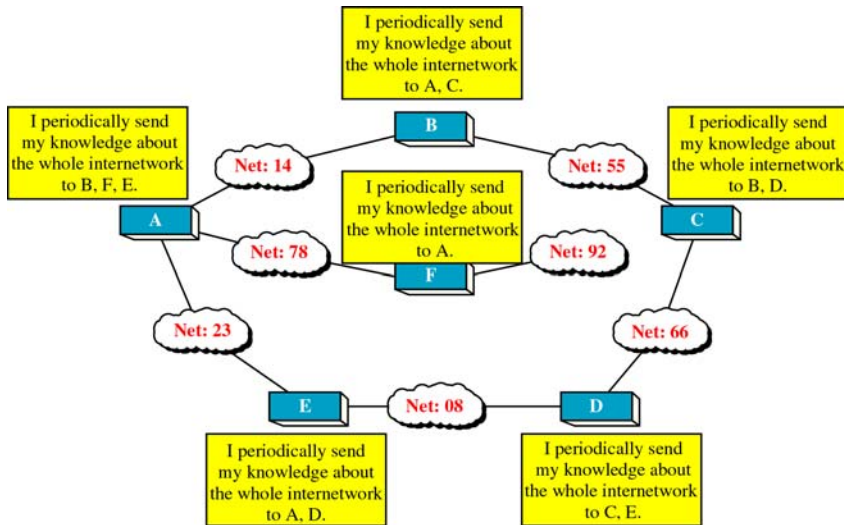 I periodically send
my knowledge about
the whole internetwork
to A, C.
B
I periodically send
my knowledge about
the whole internetwork
to B, F, E.
A
Net: 14
Net: 55
I periodically send
my knowledge about
the whole internetwork
to B, D.
C
I periodically send
my knowledge about
the whole internetwork
to A.
F
Net: 78
Net: 92
Net: 23
Net: 66
E
Net: 08
D
I periodically send
my knowledge about
the whole internetwork
to A, D.
I periodically send
my knowledge about
the whole internetwork
to C, E.